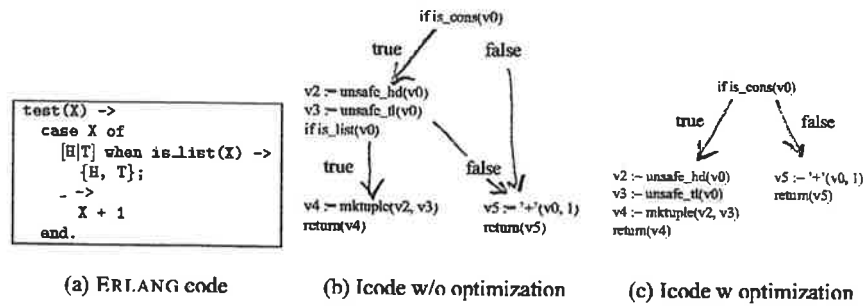 test(X) ->
case X of
[H|T] when is_list(X) ->
{H, T};
_ ->
X + 1
end.
(a) ERLANG code
if is_cons(v0)
true
false
v2 := unsafe_hd(v0)
v3 := unsafe_tl(v0)
if is_list(v0)
true
false
v4 := mktuple(v2, v3)
return(v4)
v5 := '+'(v0, 1)
return(v5)
(b) Icode w/o optimization
if is_cons(v0)
true
false
v2 := unsafe_hd(v0)
v3 := unsafe_tl(v0)
v4 := mktuple(v2, v3)
return(v4)
v5 := '+'(v0, 1)
return(v5)
(c) Icode w optimization